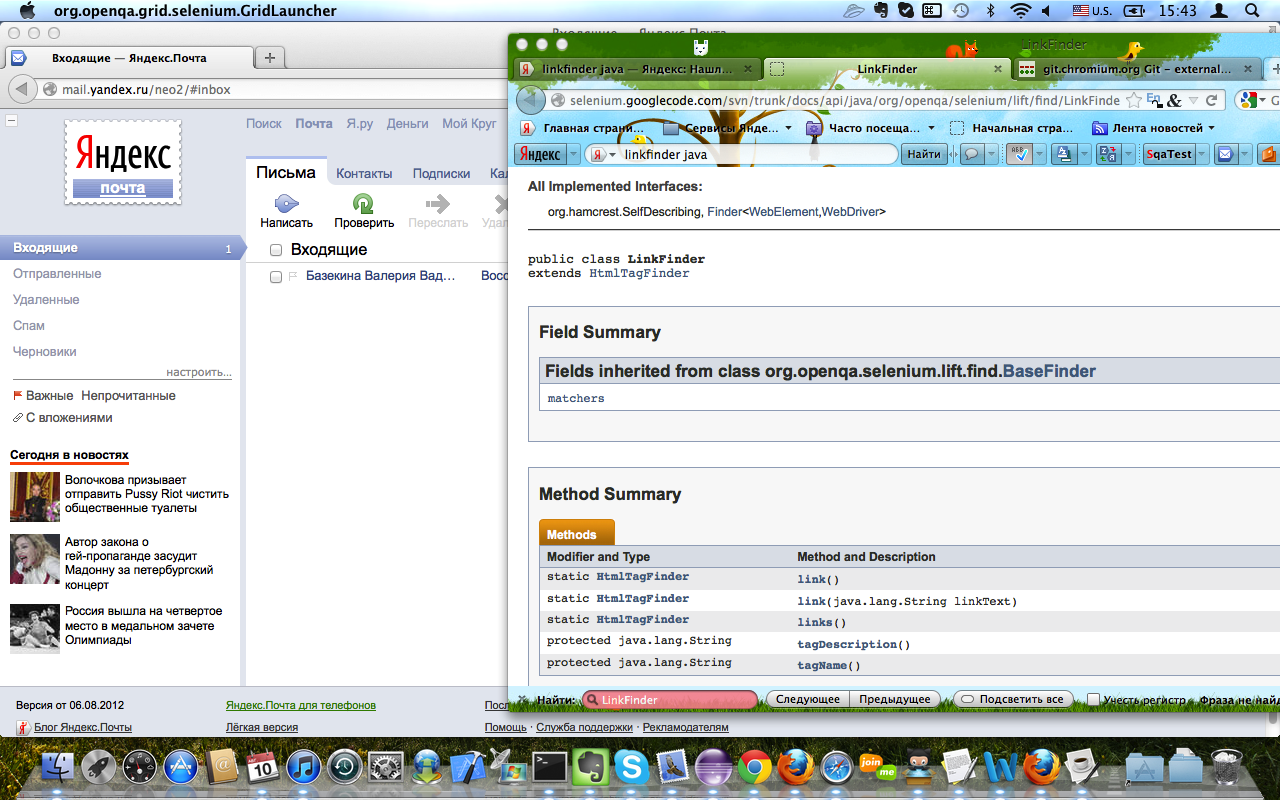 org.openqa.grid.selenium.GridLauncher
U.S.
15:43
Входящие — Яндекс.Почта
mail.yandex.ru/neo2/#inbox
Яндекс
почта
Поиск Почта Я.ру Деньги Мой Круг
Письма Контакты Подписки Ка
Написать Проверить Переслать Уда
Входящие
Базекина Валерия Вад… Восс
Входящие 1
Отправленные
Удаленные
Спам
Черновики
настроить...
Важные Непрочитанные
С вложениями
Сегодня в новостях
Волочкова призывает
отправить Pussy Riot чистить
общественные туалеты
Автор закона о
гей-пропаганде засудит
Мадонну за петербургский
концерт
Россия вышла на четвертое
место в медальном зачете
Олимпиады
Версия от 06.08.2012 Яндекс.Почта для телефонов
Блог Яндекс.Почты Лёгкая версия Помощь · Служба поддержки · Рекламодателям
LinkFinder
linkfinder java — Яндекс: Нашл...
LinkFinder
git.chromium.org Git – external...
selenium.googlecode.com/svn/trunk/docs/api/java/org/openqa/selenium/lift/find/LinkFinde
Главная страни... Сервисы Янде... Часто посеща... Начальная стра... Лента новостей
Яндекс linkfinder java Найти SqaTest
All Implemented Interfaces:
org.hamcrest.SelfDescribing, Finder<WebElement,WebDriver>
public class LinkFinder
extends HtmlTagFinder
Field Summary
Fields inherited from class org.openqa.selenium.lift.find.BaseFinder
matchers
Method Summary
Methods
Modifier and Type Method and Description
static HtmlTagFinder link()
static HtmlTagFinder link(java.lang.String linkText)
static HtmlTagFinder links()
protected java.lang.String tagDescription()
protected java.lang.String tagName()
Найти: LinkFinder Следующее Предыдущее Подсветить все Учесть регистр Фраза не найд
10
join me